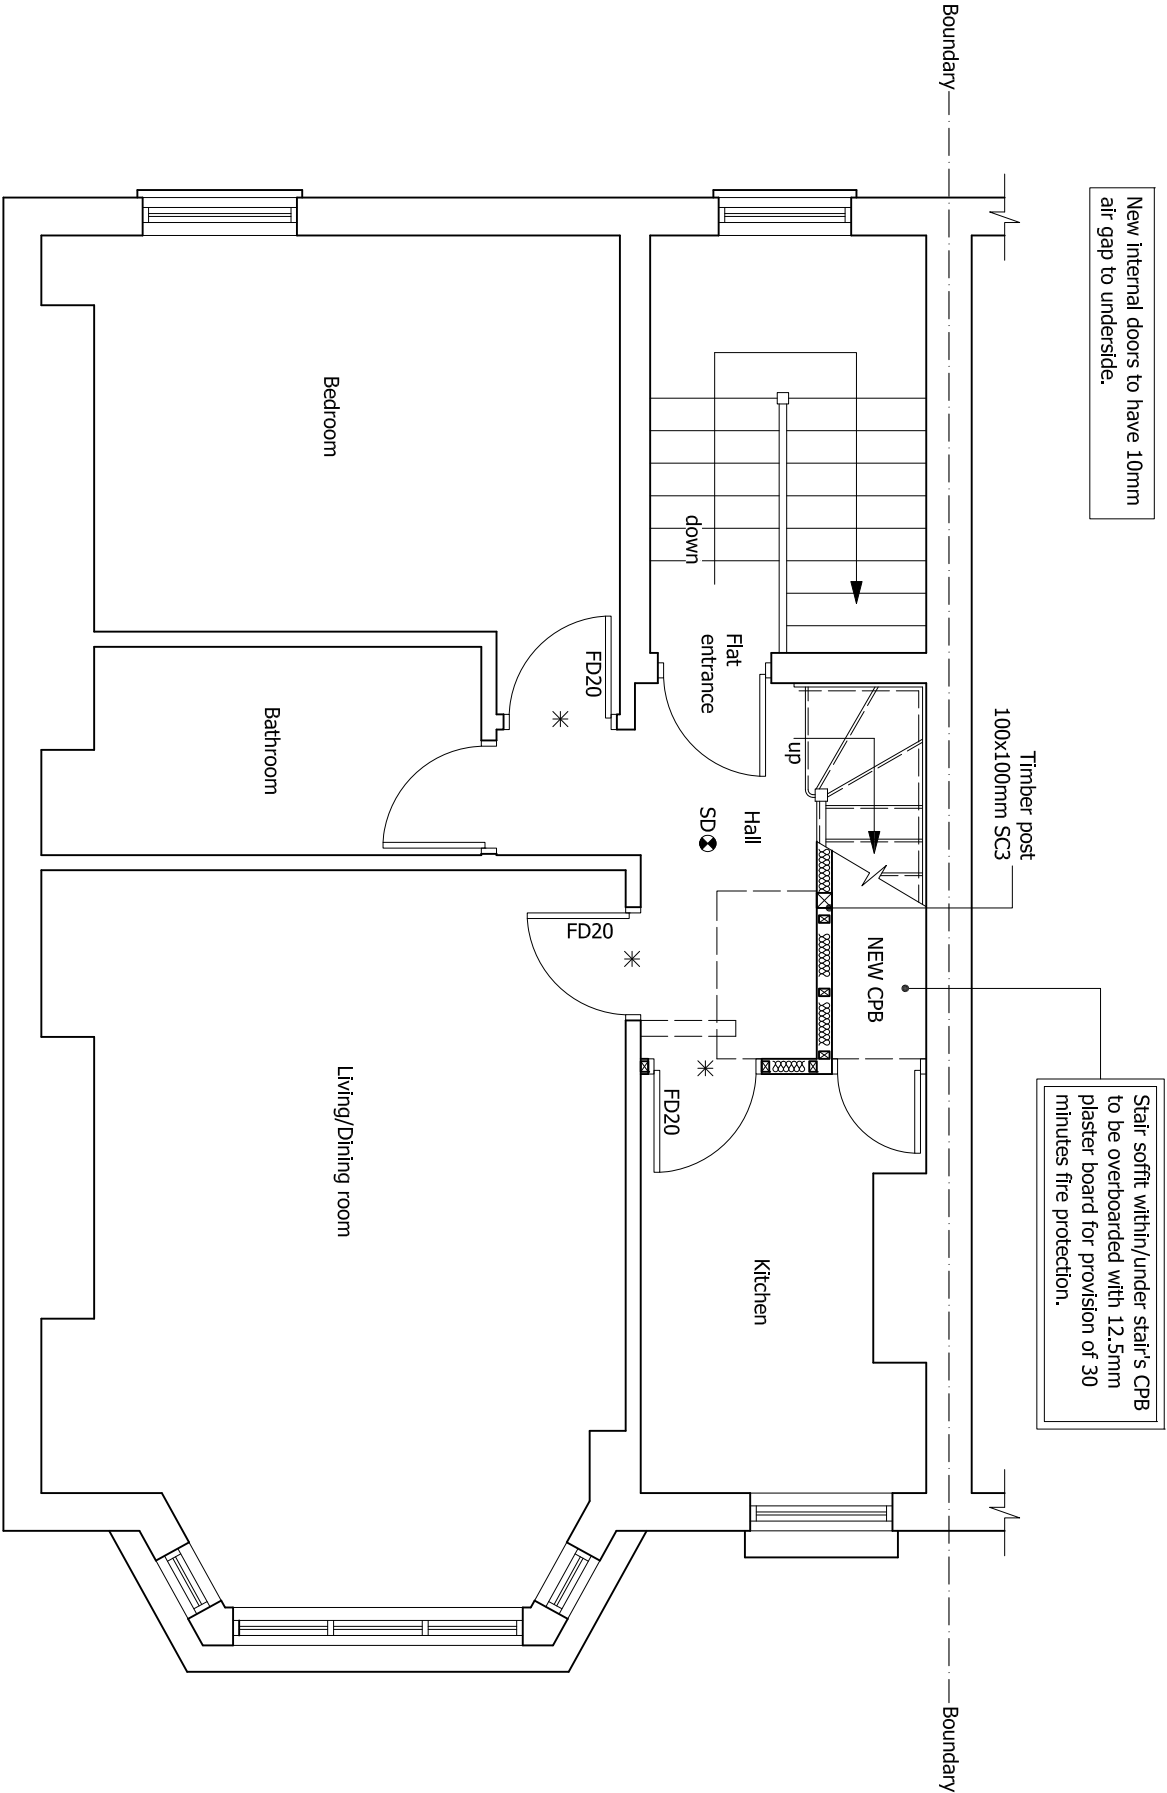 New internal doors to have 10mm
air gap to underside.
Boundary
Boundary
Timber post
100x100mm SC3
Stair soffit within/under stair's CPB
to be overboarded with 12.5mm
plaster board for provision of 30
minutes fire protection.
NEW CPB
up
down
Flat
entrance
Hall
SD
Kitchen
FD20
FD20
FD20
Bedroom
Bathroom
Living/Dining room